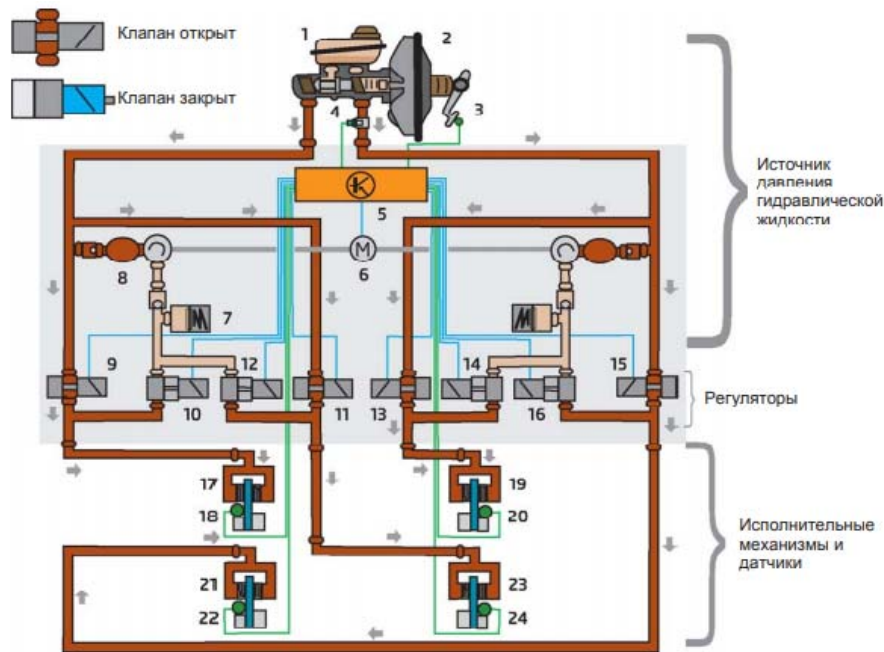 Клапан открыт
Клапан закрыт
1
2
4
3
5
6
8
7
M
9
12
14
15
10
11
13
16
17
19
18
20
21
23
22
24
Источник
давления
гидравлической
жидкости
Регуляторы
Исполнительные
механизмы и
датчики